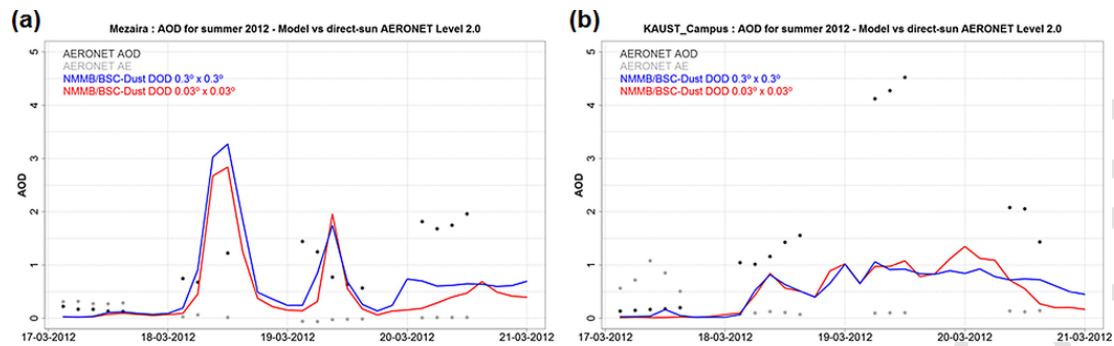 (a)
Mezaira : AOD for summer 2012 - Model vs direct-sun AERONET Level 2.0
AERONET AOD
AERONET AE
NMMB/BSC-Dust DOD 0.3º x 0.3º
NMMB/BSC-Dust DOD 0.03º x 0.03º
AOD
5
4
3
2
1
0
17-03-2012 18-03-2012 19-03-2012 20-03-2012 21-03-2012
(b)
KAUST_Campus : AOD for summer 2012 - Model vs direct-sun AERONET Level 2.0
AERONET AOD
AERONET AE
NMMB/BSC-Dust DOD 0.3º x 0.3º
NMMB/BSC-Dust DOD 0.03º x 0.03º
AOD
5
4
3
2
1
0
17-03-2012 18-03-2012 19-03-2012 20-03-2012 21-03-2012